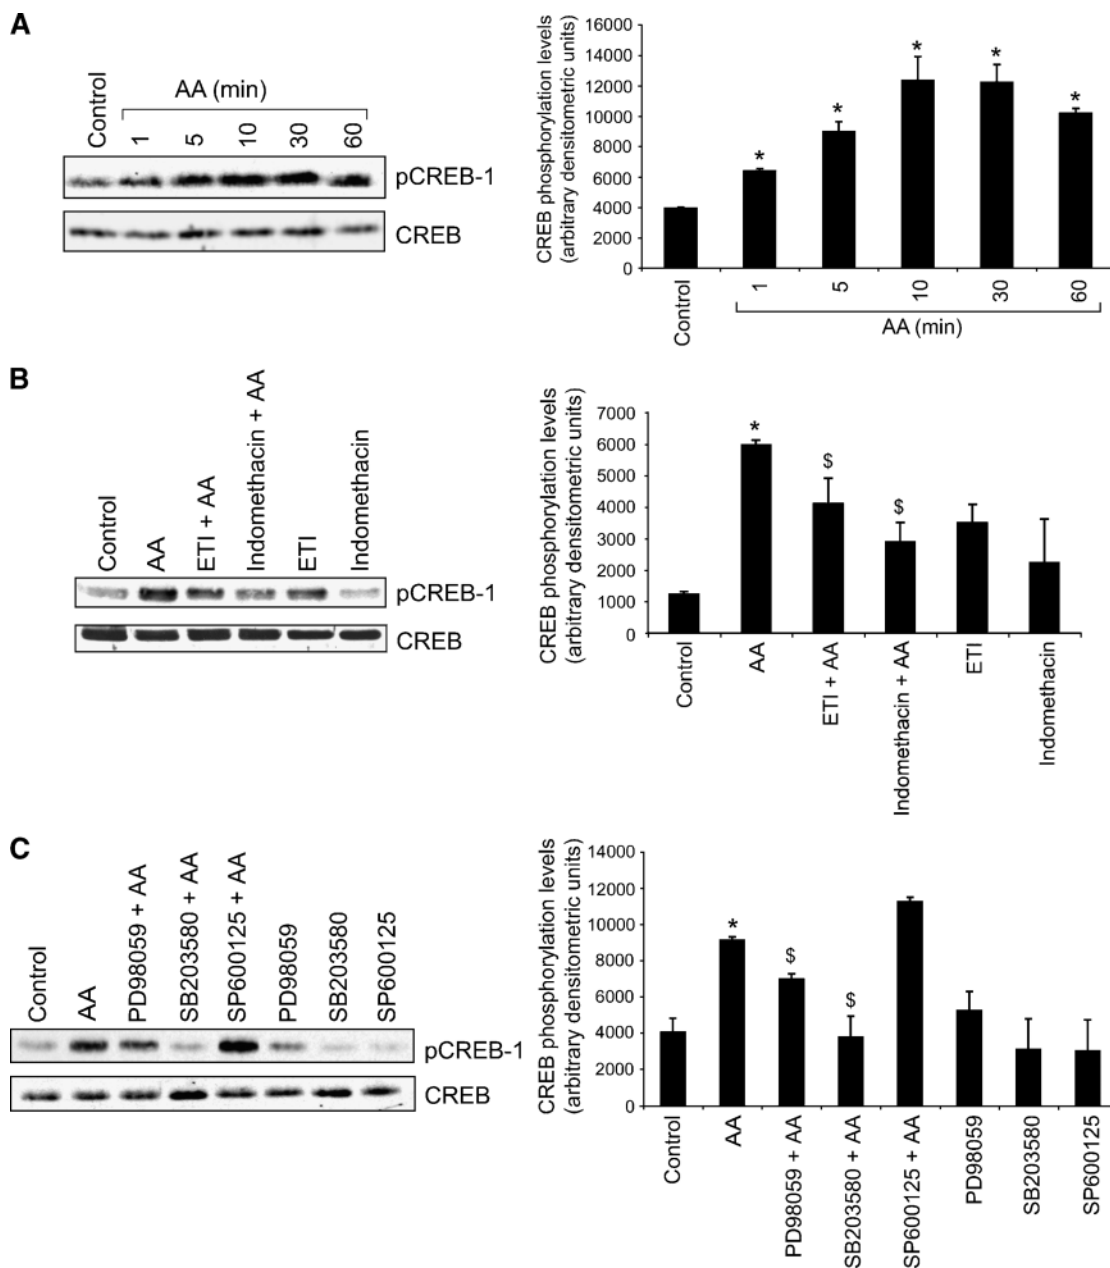 A
Control
AA (min)
1
5
10
30
60
pCREB-1
CREB
CREB phosphorylation levels
(arbitrary densitometric units)
16000
14000
12000
10000
8000
6000
4000
2000
0
*
*
*
*
*
Control
1
5
10
30
60
AA (min)
B
Control
AA
ETI + AA
Indomethacin + AA
ETI
Indomethacin
pCREB-1
CREB
CREB phosphorylation levels
(arbitrary densitometric units)
7000
6000
5000
4000
3000
2000
1000
0
*
$
$
Control
AA
ETI + AA
Indomethacin + AA
ETI
Indomethacin
C
Control
AA
PD98059 + AA
SB203580 + AA
SP600125 + AA
PD98059
SB203580
SP600125
pCREB-1
CREB
CREB phosphorylation levels
(arbitrary densitometric units)
14000
12000
10000
8000
6000
4000
2000
0
*
$
$
Control
AA
PD98059 + AA
SB203580 + AA
SP600125 + AA
PD98059
SB203580
SP600125